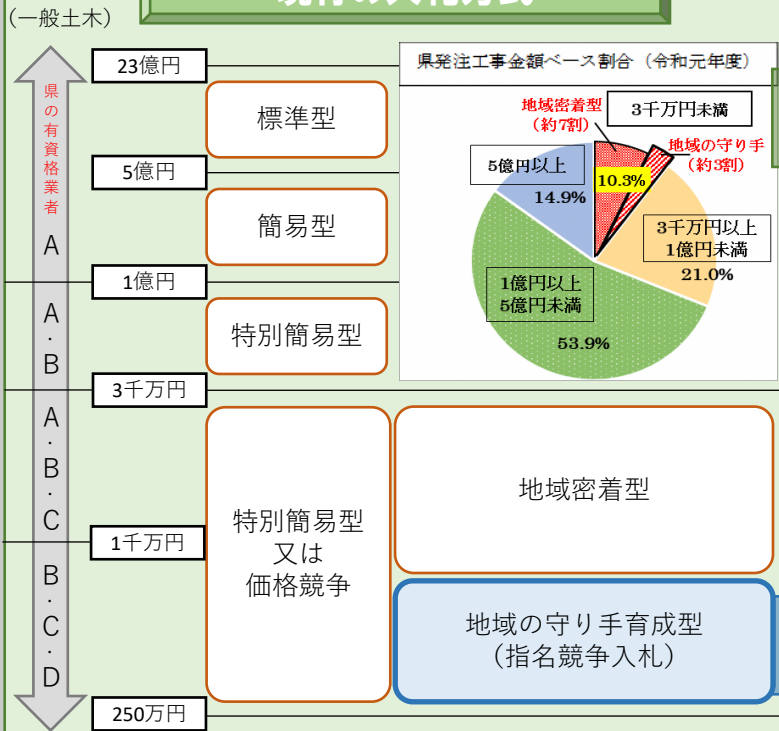 (一般土木)
県の有資格業者
A
A・B
A・B・C
B・C・D
23億円
5億円
1億円
3千万円
1千万円
250万円
標準型
簡易型
特別簡易型
特別簡易型
又は
価格競争
地域密着型
地域の守り手育成型
(指名競争入札)
県発注工事金額ベース割合(令和元年度)
地域密着型
(約7割)
3千万円未満
地域の守り手
(約3割)
10.3%
5億円以上
14.9%
3千万円以上
1億円未満
21.0%
1億円以上
5億円未満
53.9%